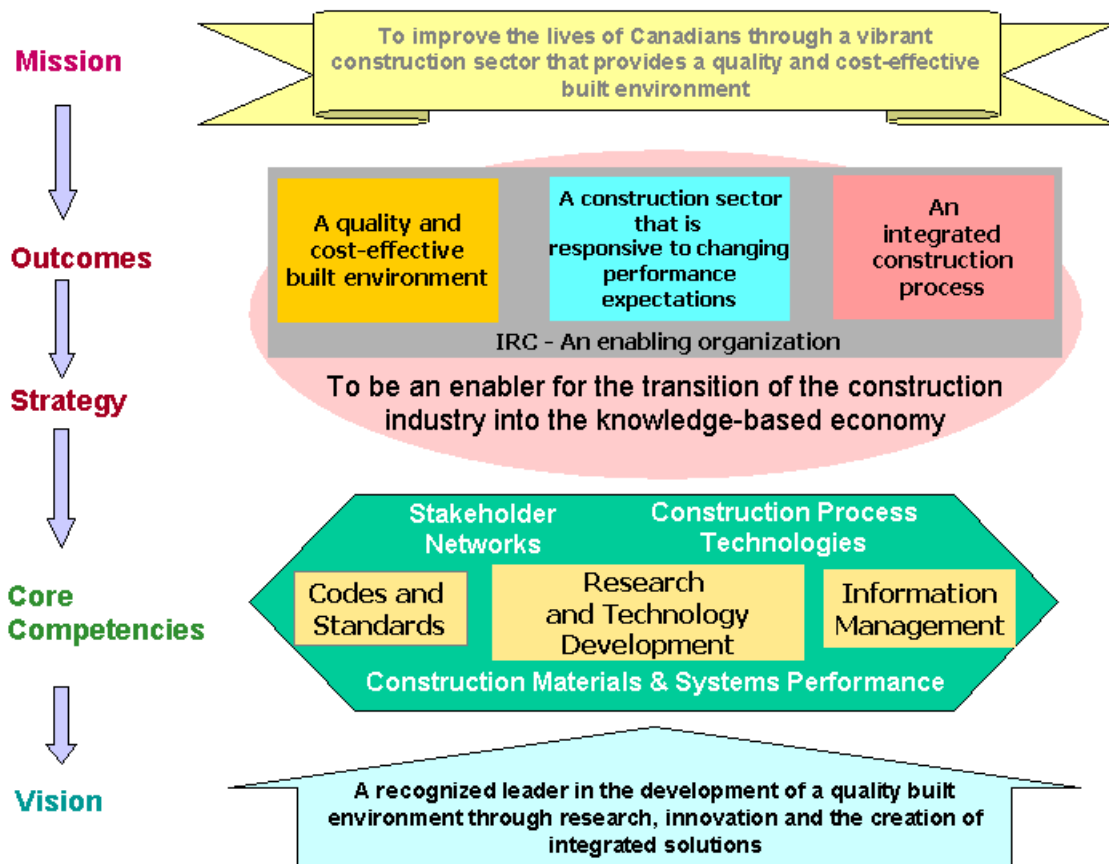 Mission
To improve the lives of Canadians through a vibrant
construction sector that provides a quality and cost-effective
built environment
Outcomes
A quality and
cost-effective
built environment
A construction sector
that is
responsive to changing
performance
expectations
An
integrated
construction
process
IRC - An enabling organization
Strategy
To be an enabler for the transition of the construction
industry into the knowledge-based economy
Core
Competencies
Stakeholder
Networks
Construction Process
Technologies
Codes and
Standards
Research
and Technology
Development
Information
Management
Construction Materials & Systems Performance
Vision
A recognized leader in the development of a quality built
environment through research, innovation and the creation of
integrated solutions